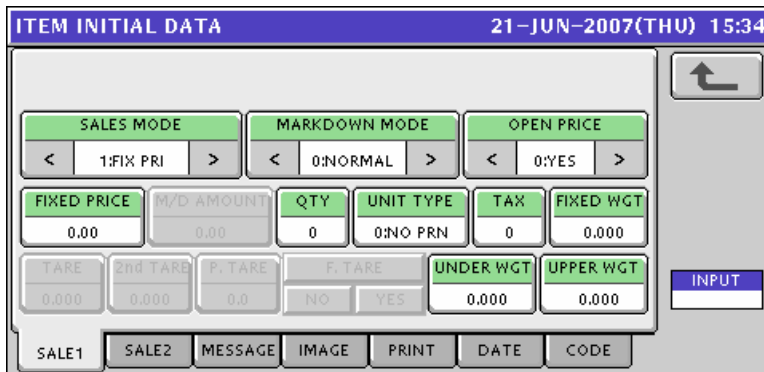 ITEM INITIAL DATA 21-JUN-2007(THU) 15:34
SALES MODE MARKDOWN MODE OPEN PRICE
< 1:FIX PRI > < 0:NORMAL > < 0:YES >
FIXED PRICE M/D AMOUNT QTY UNIT TYPE TAX FIXED WGT
0.00 0.00 0 0:NO PRN 0 0.000
TARE 2nd TARE P. TARE F. TARE UNDER WGT UPPER WGT
INPUT
0.000 0.000 0.0 NO YES 0.000 0.000
SALE1 SALE2 MESSAGE IMAGE PRINT DATE CODE